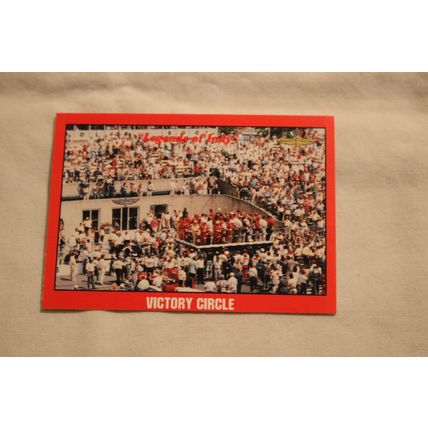 "Legends of Indy"
VICTORY CIRCLE